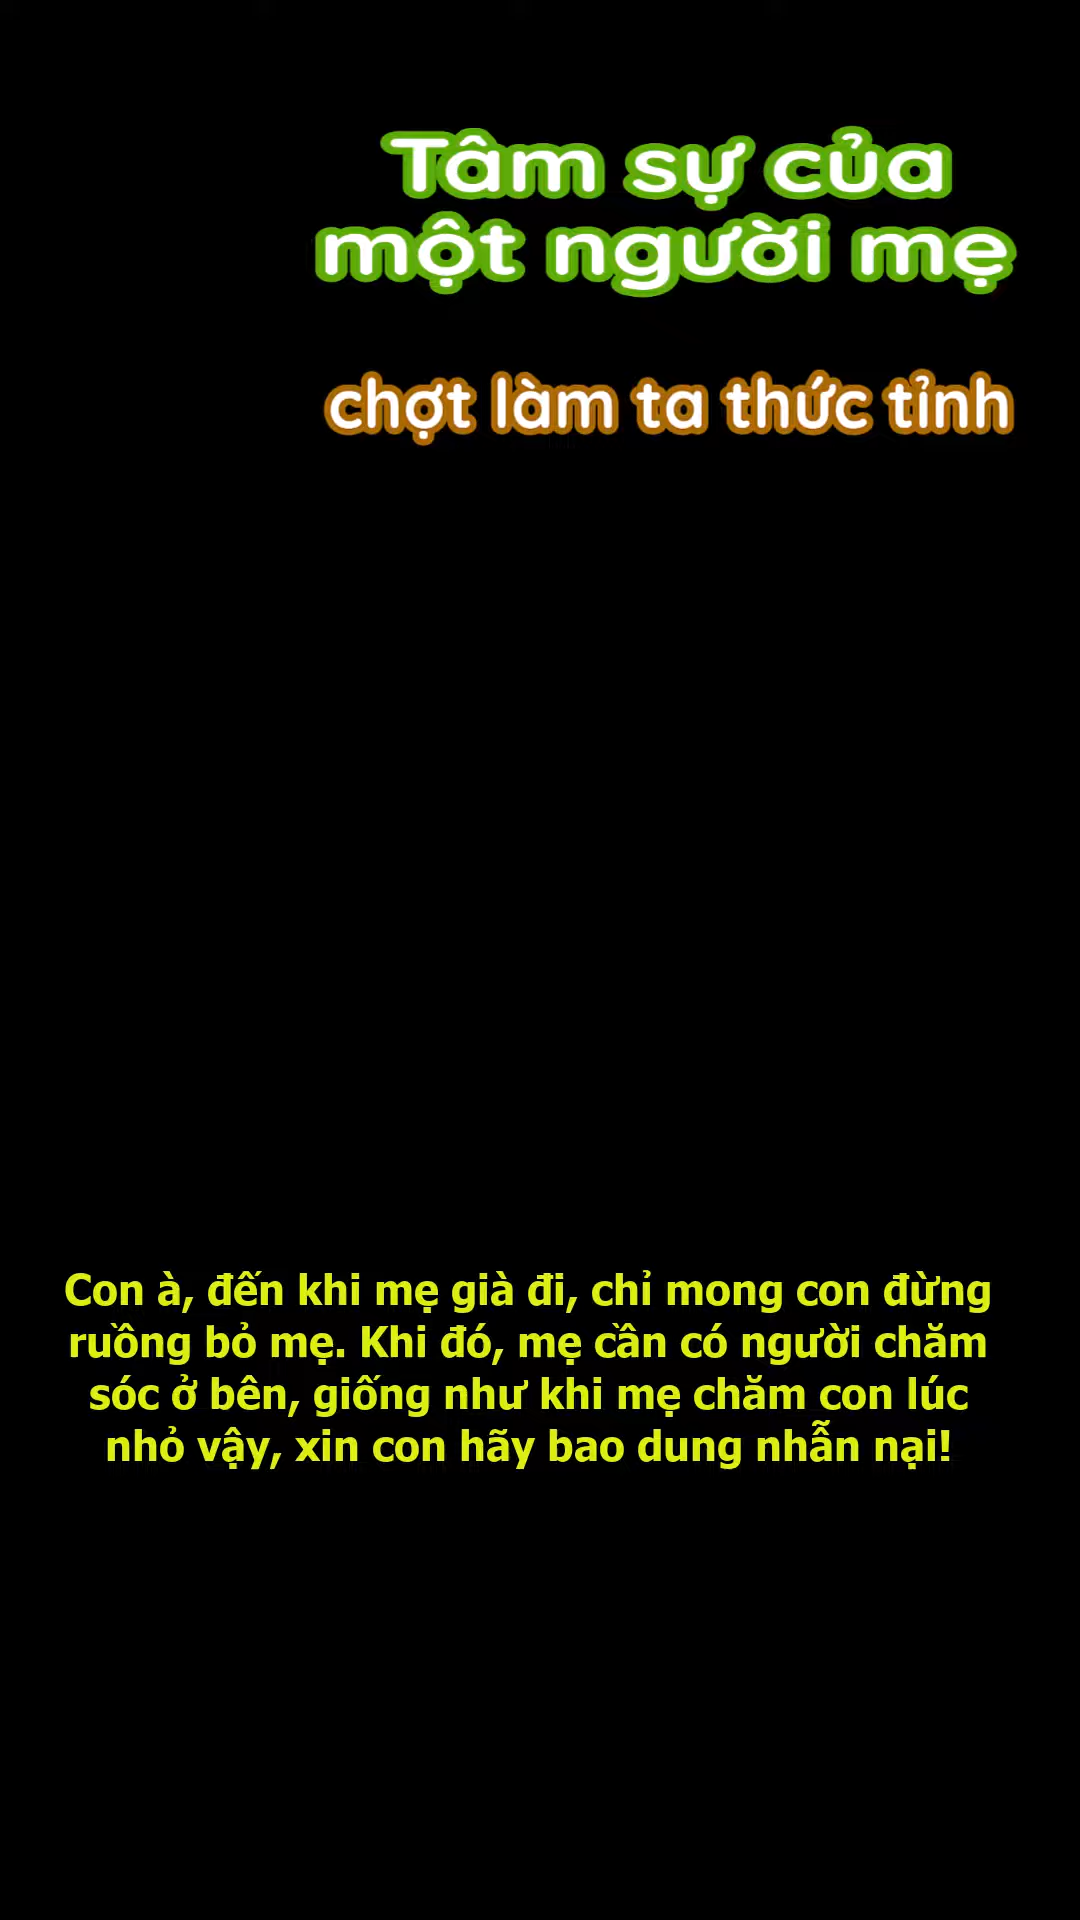 Tâm sự của
một người mẹ
chợt làm ta thức tỉnh
Con à, đến khi mẹ già đi, chỉ mong con đừng
ruồng bỏ mẹ. Khi đó, mẹ cần có người chăm
sóc ở bên, giống như khi mẹ chăm con lúc
nhỏ vậy, xin con hãy bao dung nhẫn nại!